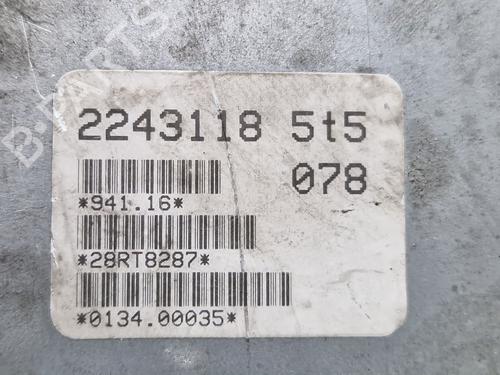 B-PARTS
2243118 5t5
078
*941.16*
*28RT8287*
*0134.00035*